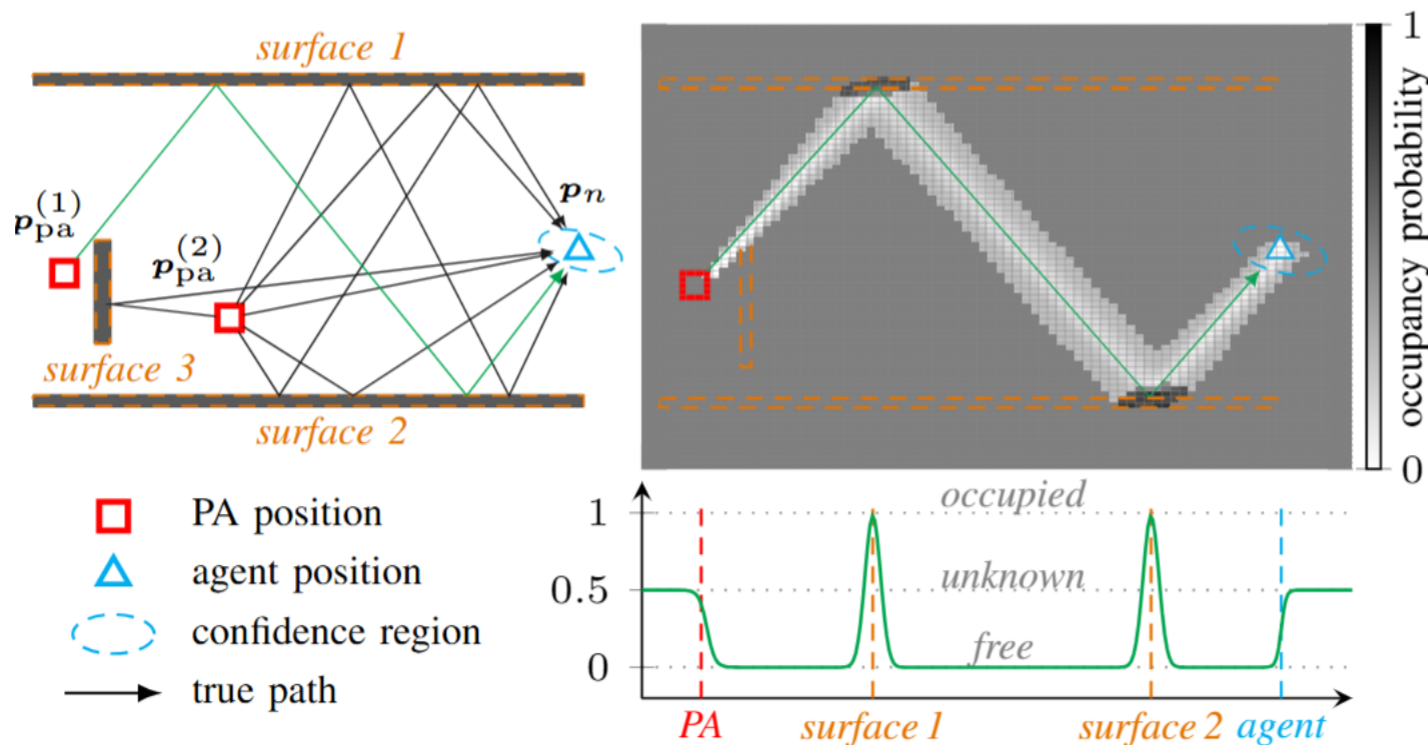 surface 1
p_n
p_pa^(1)
p_pa^(2)
surface 3
surface 2
PA position
agent position
confidence region
true path
1
occupancy probability
0
1
occupied
0.5
unknown
0
free
PA
surface 1
surface 2
agent